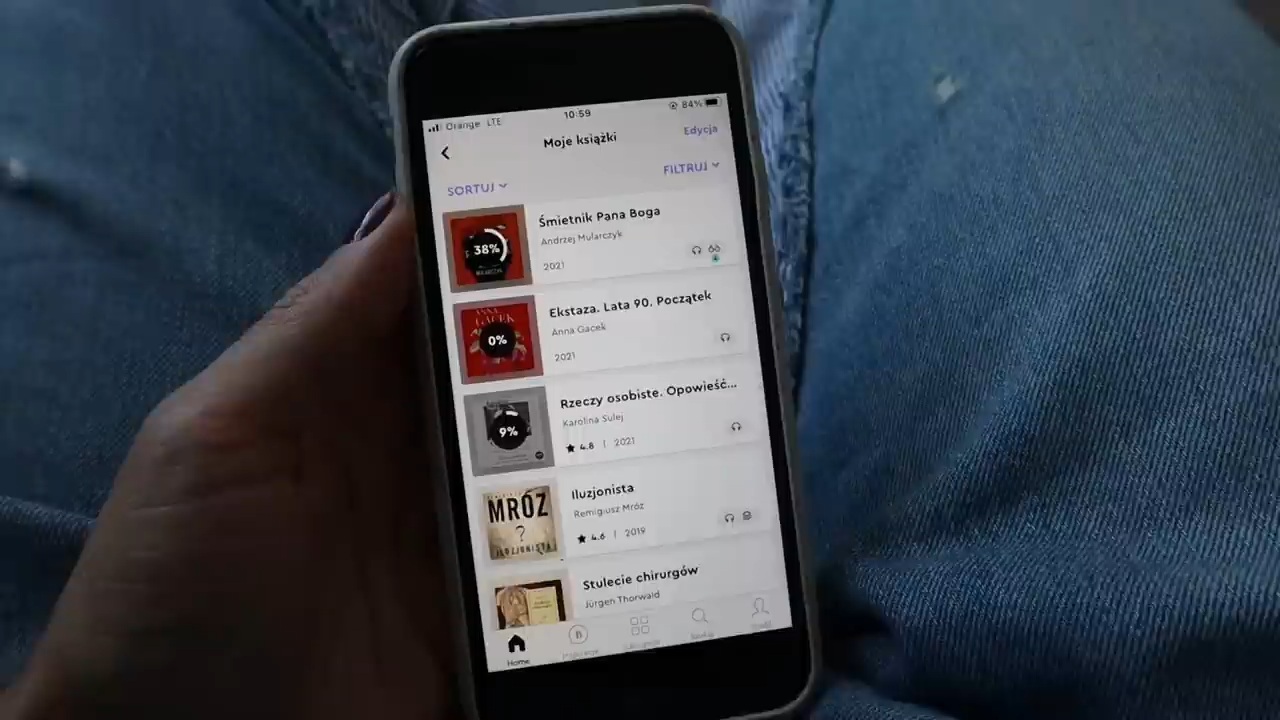 Orange LTE 10:59 84%
Moje książki Edycja
SORTUJ FILTRUJ
38%
Śmietnik Pana Boga
Andrzej Mularczyk
2021
GACEK
0%
Ekstaza. Lata 90. Początek
Anna Gacek
2021
9%
Rzeczy osobiste. Opowieść...
Karolina Sulej
4.8 | 2021
MRÓZ
?
ILUZJONISTA
Iluzjonista
Remigiusz Mróz
4.6 | 2019
Stulecie chirurgów
Jürgen Thorwald
B
Home